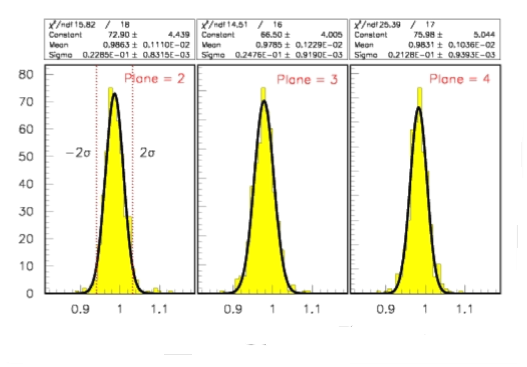 χ²/ndf 15.82 / 18
Constant 72.90 ± 4.439
Mean 0.9863 ± 0.1110E−02
Sigma 0.2285E−01 ± 0.8315E−03
χ²/ndf 14.51 / 16
Constant 66.50 ± 4.005
Mean 0.9785 ± 0.1229E−02
Sigma 0.2476E−01 ± 0.9190E−03
χ²/ndf 25.39 / 17
Constant 75.98 ± 5.044
Mean 0.9831 ± 0.1036E−02
Sigma 0.2128E−01 ± 0.9393E−03
Plane = 2
Plane = 3
Plane = 4
−2σ 2σ
80
70
60
50
40
30
20
10
0
0.9 1 1.1
0.9 1 1.1
0.9 1 1.1